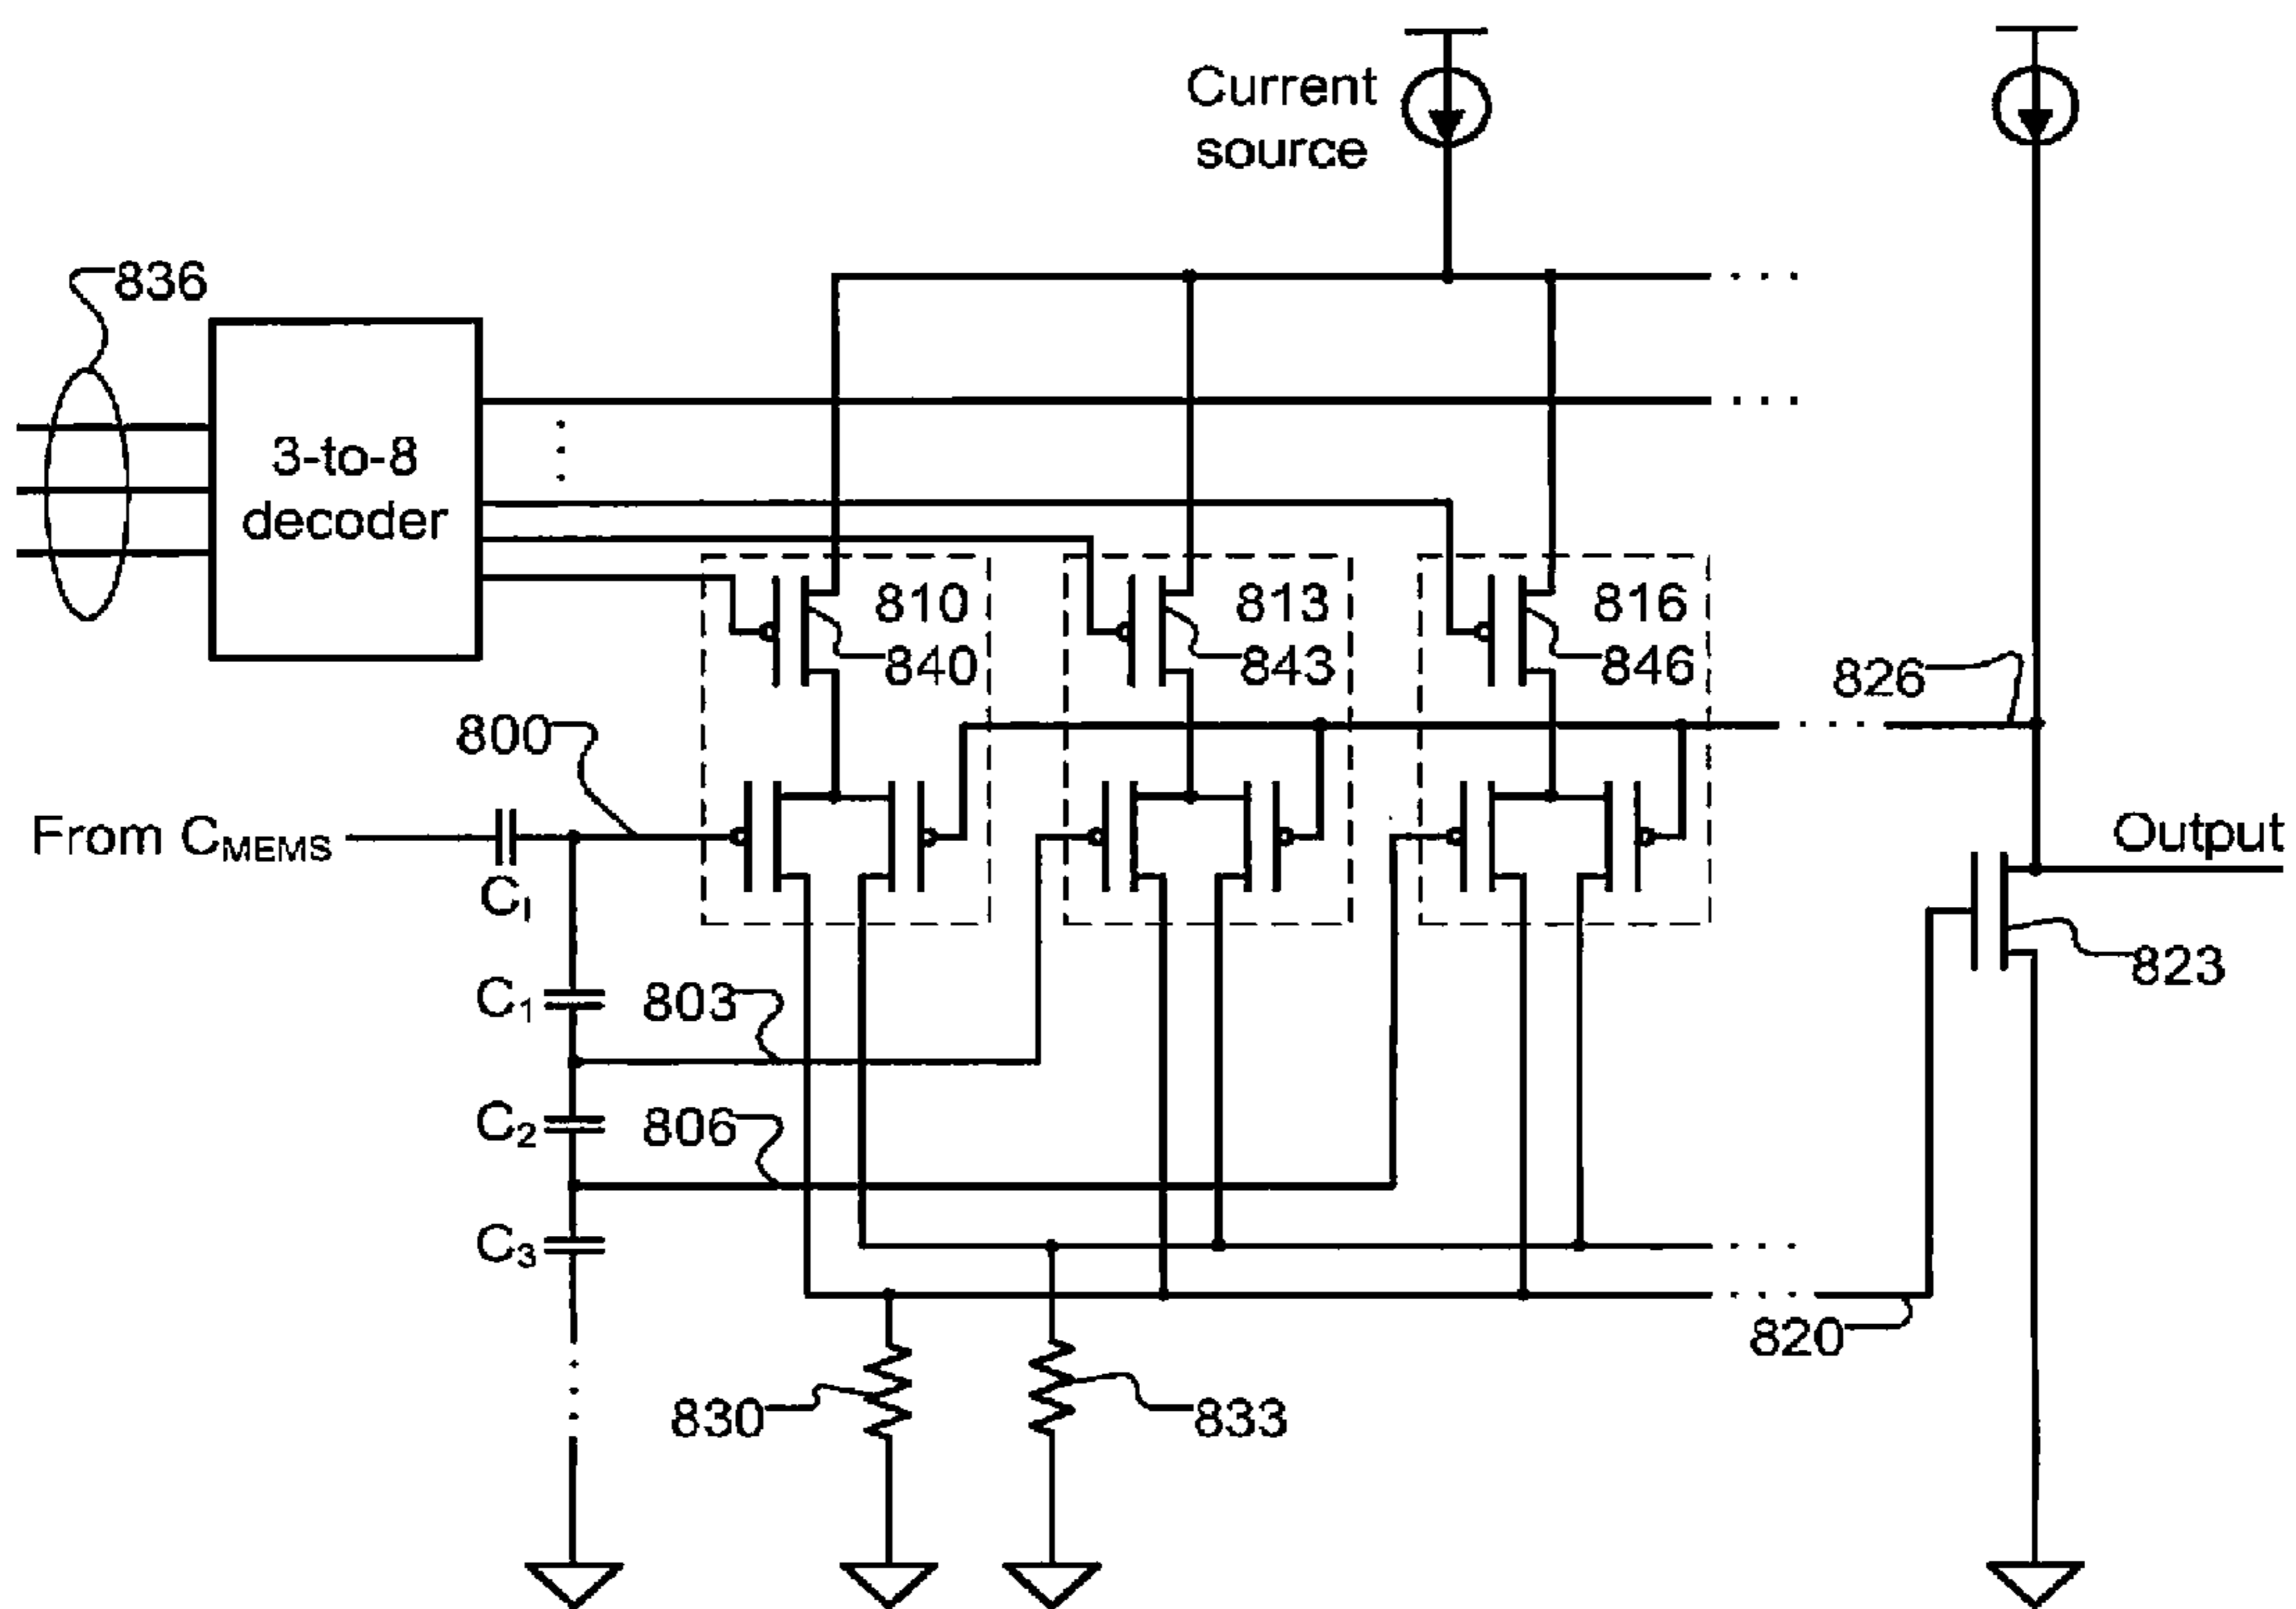 Current
source
836
3-to-8
decoder
810
813
816
840
843
846
826
800
From CMEMS
Output
CI
823
C1
803
C2
806
C3
820
830
833